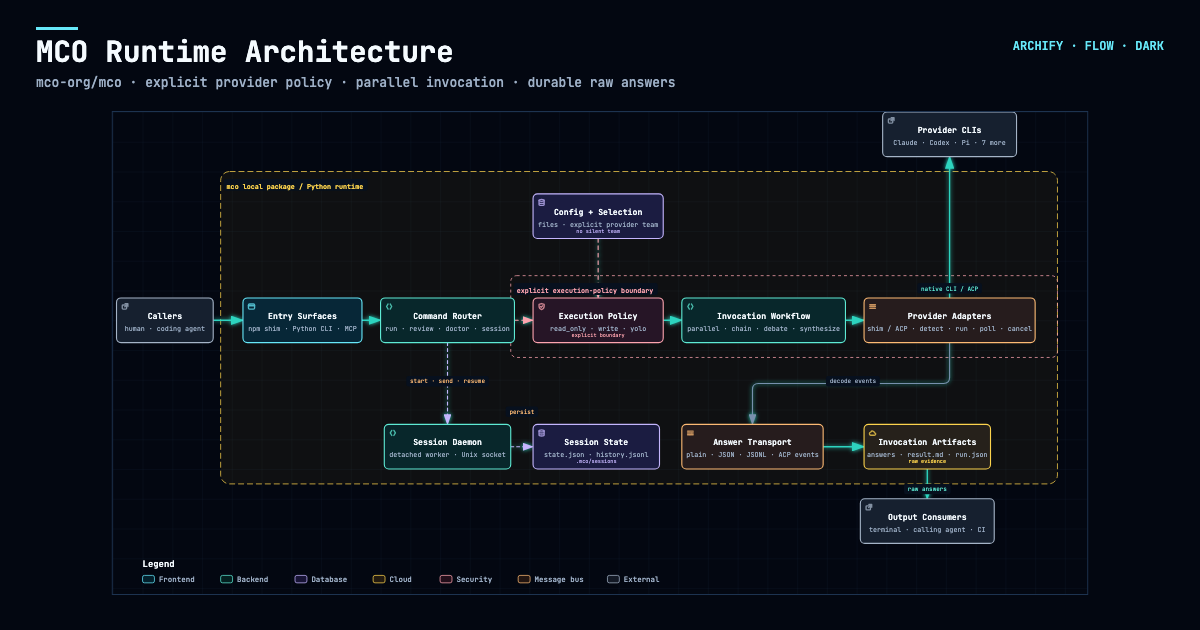 MCO Runtime Architecture
ARCHIFY · FLOW · DARK
mco-org/mco · explicit provider policy · parallel invocation · durable raw answers
Provider CLIs
Claude · Codex · Pi · 7 more
mco local package / Python runtime
Config + Selection
files · explicit provider team
no silent team
explicit execution-policy boundary
native CLI / ACP
Callers
human · coding agent
Entry Surfaces
npm shim · Python CLI · MCP
Command Router
run · review · doctor · session
Execution Policy
read_only · write · yolo
explicit boundary
Invocation Workflow
parallel · chain · debate · synthesize
Provider Adapters
shim / ACP · detect · run · poll · cancel
start · send · resume
decode events
persist
Session Daemon
detached worker · Unix socket
Session State
state.json · history.jsonl
.mco/sessions
Answer Transport
plain · JSON · JSONL · ACP events
Invocation Artifacts
answers · result.md · run.json
raw evidence
raw answers
Output Consumers
terminal · calling agent · CI
Legend
Frontend
Backend
Database
Cloud
Security
Message bus
External